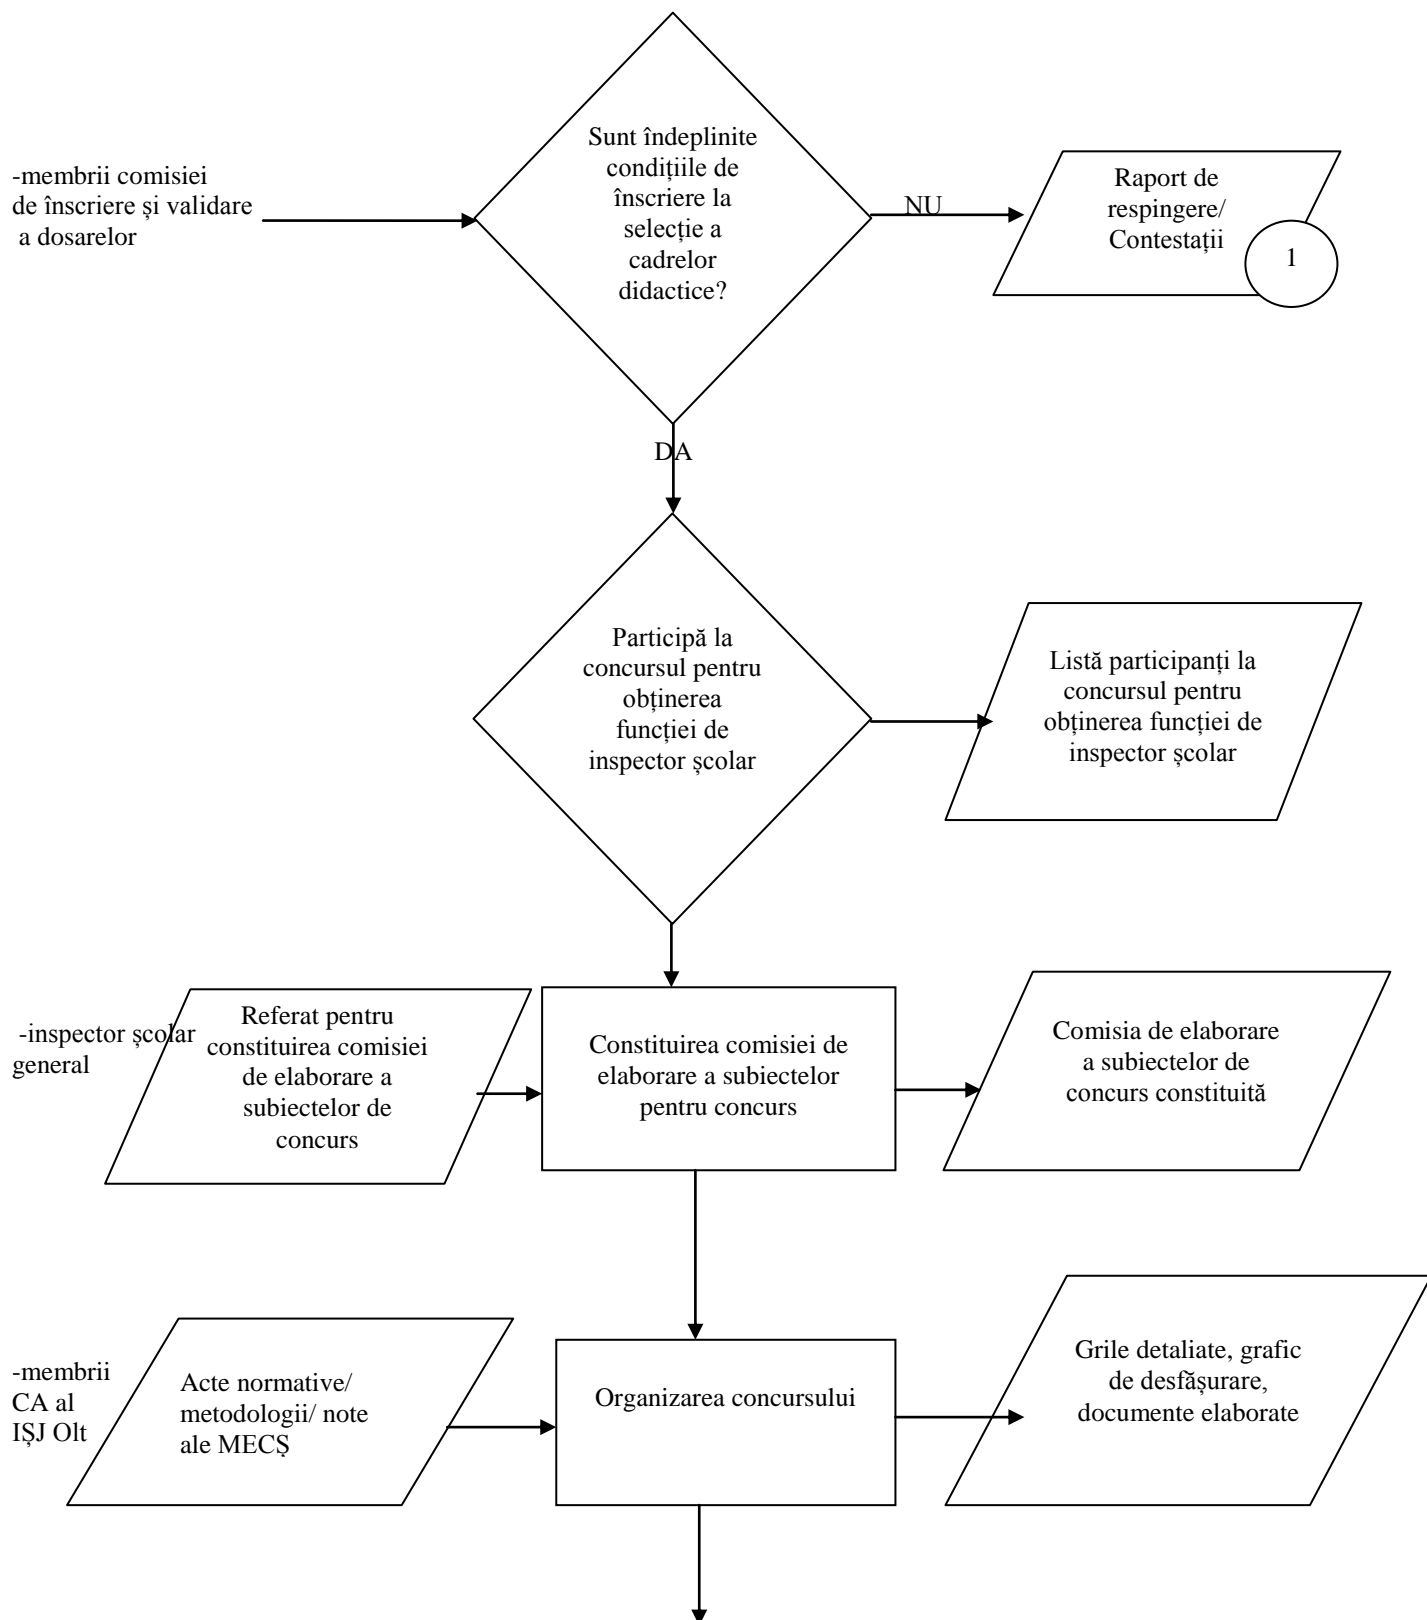 -membrii comisiei
de înscriere și validare
a dosarelor
Sunt îndeplinite
condițiile de
înscriere la
selecție a
cadrelor
didactice?
NU
Raport de
respingere/
Contestații
1
DA
Participă la
concursul pentru
obținerea
funcției de
inspector școlar
Listă participanți la
concursul pentru
obținerea funcției de
inspector școlar
-inspector școlar
general
Referat pentru
constituirea comisiei
de elaborare a
subiectelor de
concurs
Constituirea comisiei de
elaborare a subiectelor
pentru concurs
Comisia de elaborare
a subiectelor de
concurs constituită
-membrii
CA al
IȘJ Olt
Acte normative/
metodologii/ note
ale MECȘ
Organizarea concursului
Grile detaliate, grafic
de desfășurare,
documente elaborate